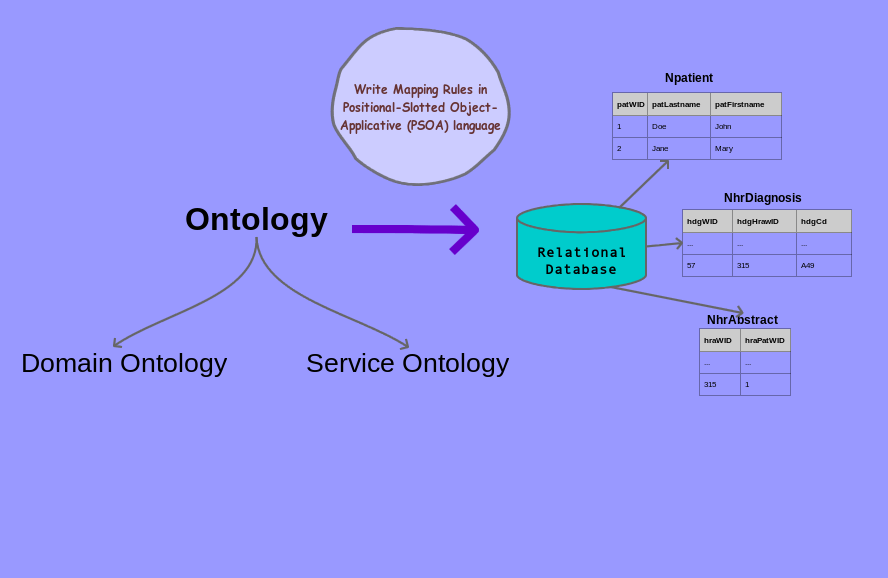 Write Mapping Rules in
Positional-Slotted Object-
Applicative (PSOA) language
Ontology
Domain Ontology
Service Ontology
Relational
Database
Npatient
patWID patLastname patFirstname
1 Doe John
2 Jane Mary
NhrDiagnosis
hdgWID hdgHrawID hdgCd
... ... ...
57 315 A49
NhrAbstract
hraWID hraPatWID
... ...
315 1